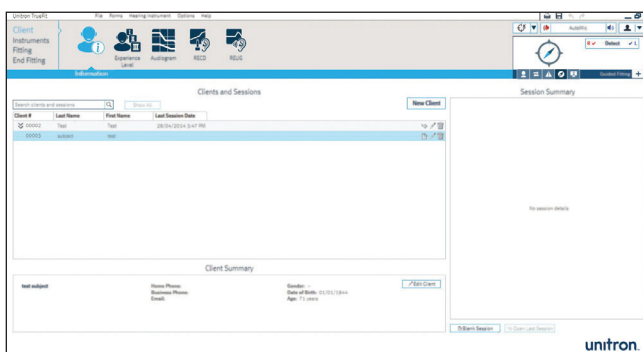 Unitron TrueFit File Forms Hearing Instrument Options Help
Client
Instruments
Fitting
End Fitting
Information
Experience Level
Audiogram
RECD
REUG
Automix
R Detect L
Guided Fitting
Clients and Sessions
Search clients and sessions
Show All
New Client
Client # Last Name First Name Last Session Date
00002 Test Test 28/04/2014 3:47 PM
00003 subject test
Client Summary
test subject
Home Phone:
Business Phone:
Email:
Gender: -
Date of Birth: 01/01/1944
Age: 71 years
Edit Client
Session Summary
No session details
Blank Session
Open Last Session
unitron.